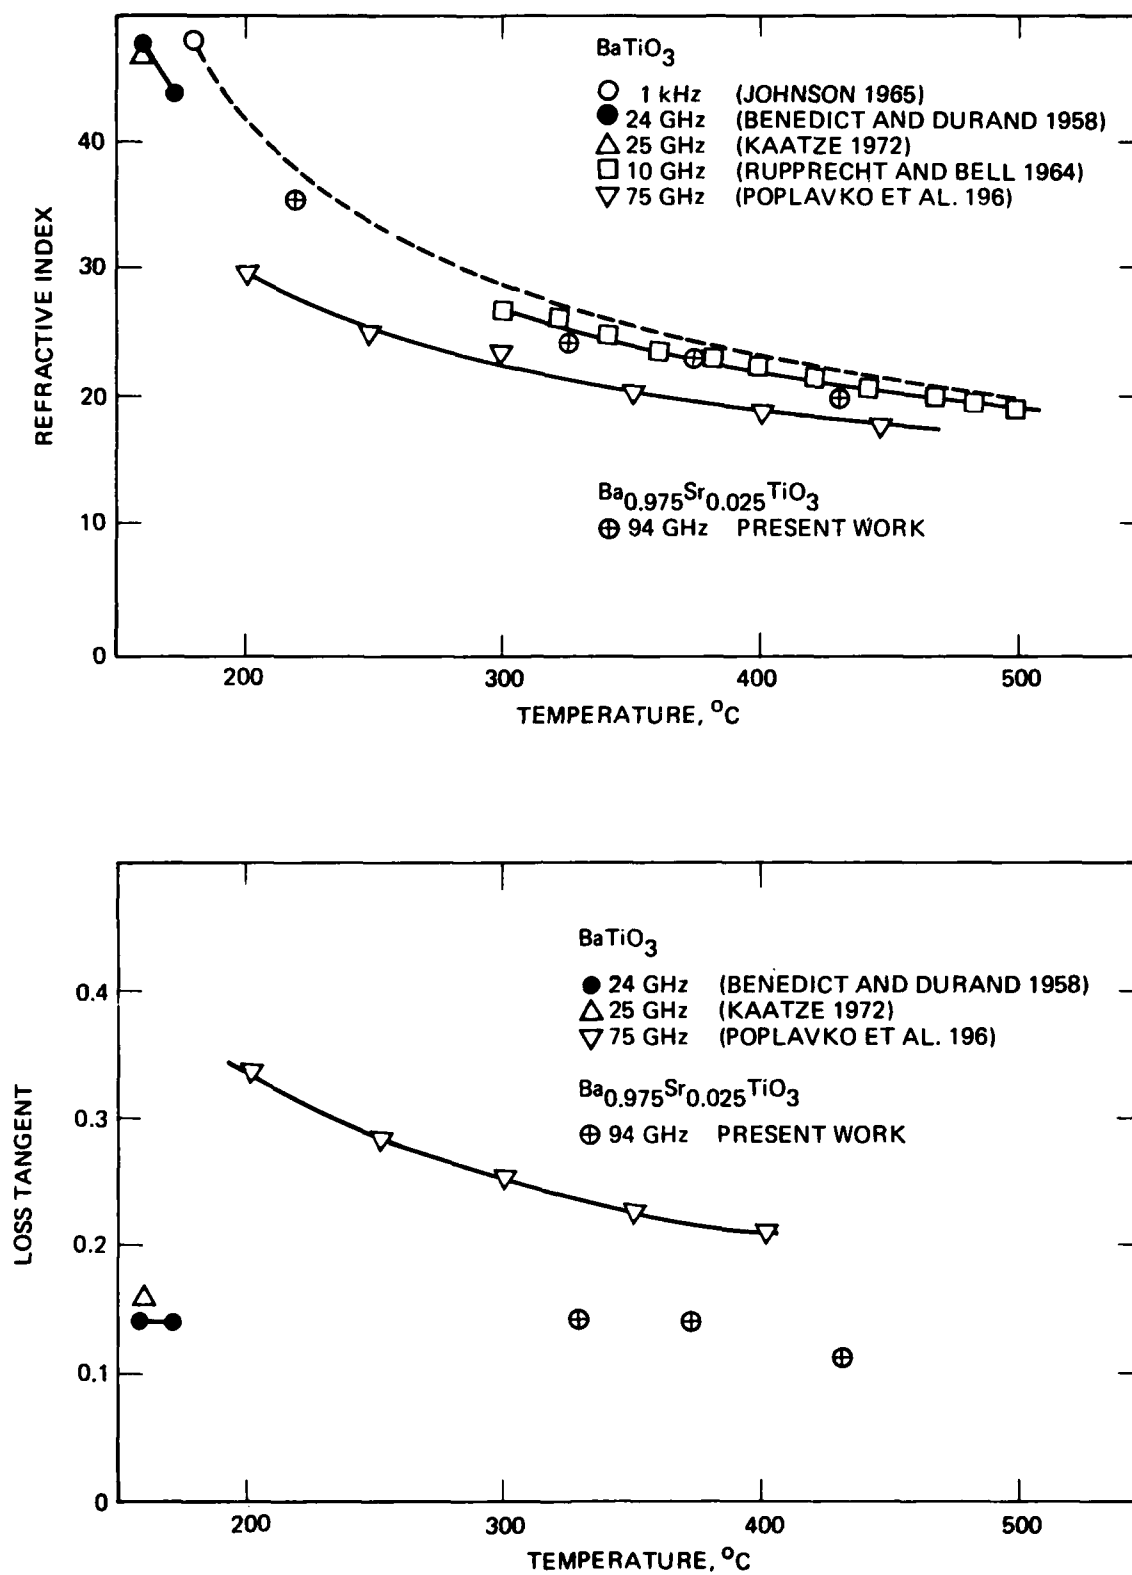 BaTiO3
1 kHz (JOHNSON 1965)
24 GHz (BENEDICT AND DURAND 1958)
25 GHz (KAATZE 1972)
10 GHz (RUPPRECHT AND BELL 1964)
75 GHz (POPLAVKO ET AL. 196)
40
30
20
10
0
REFRACTIVE INDEX
Ba0.975Sr0.025TiO3
94 GHz PRESENT WORK
200 300 400 500
TEMPERATURE, °C
BaTiO3
24 GHz (BENEDICT AND DURAND 1958)
25 GHz (KAATZE 1972)
75 GHz (POPLAVKO ET AL. 196)
Ba0.975Sr0.025TiO3
94 GHz PRESENT WORK
0.4
0.3
0.2
0.1
0
LOSS TANGENT
200 300 400 500
TEMPERATURE, °C